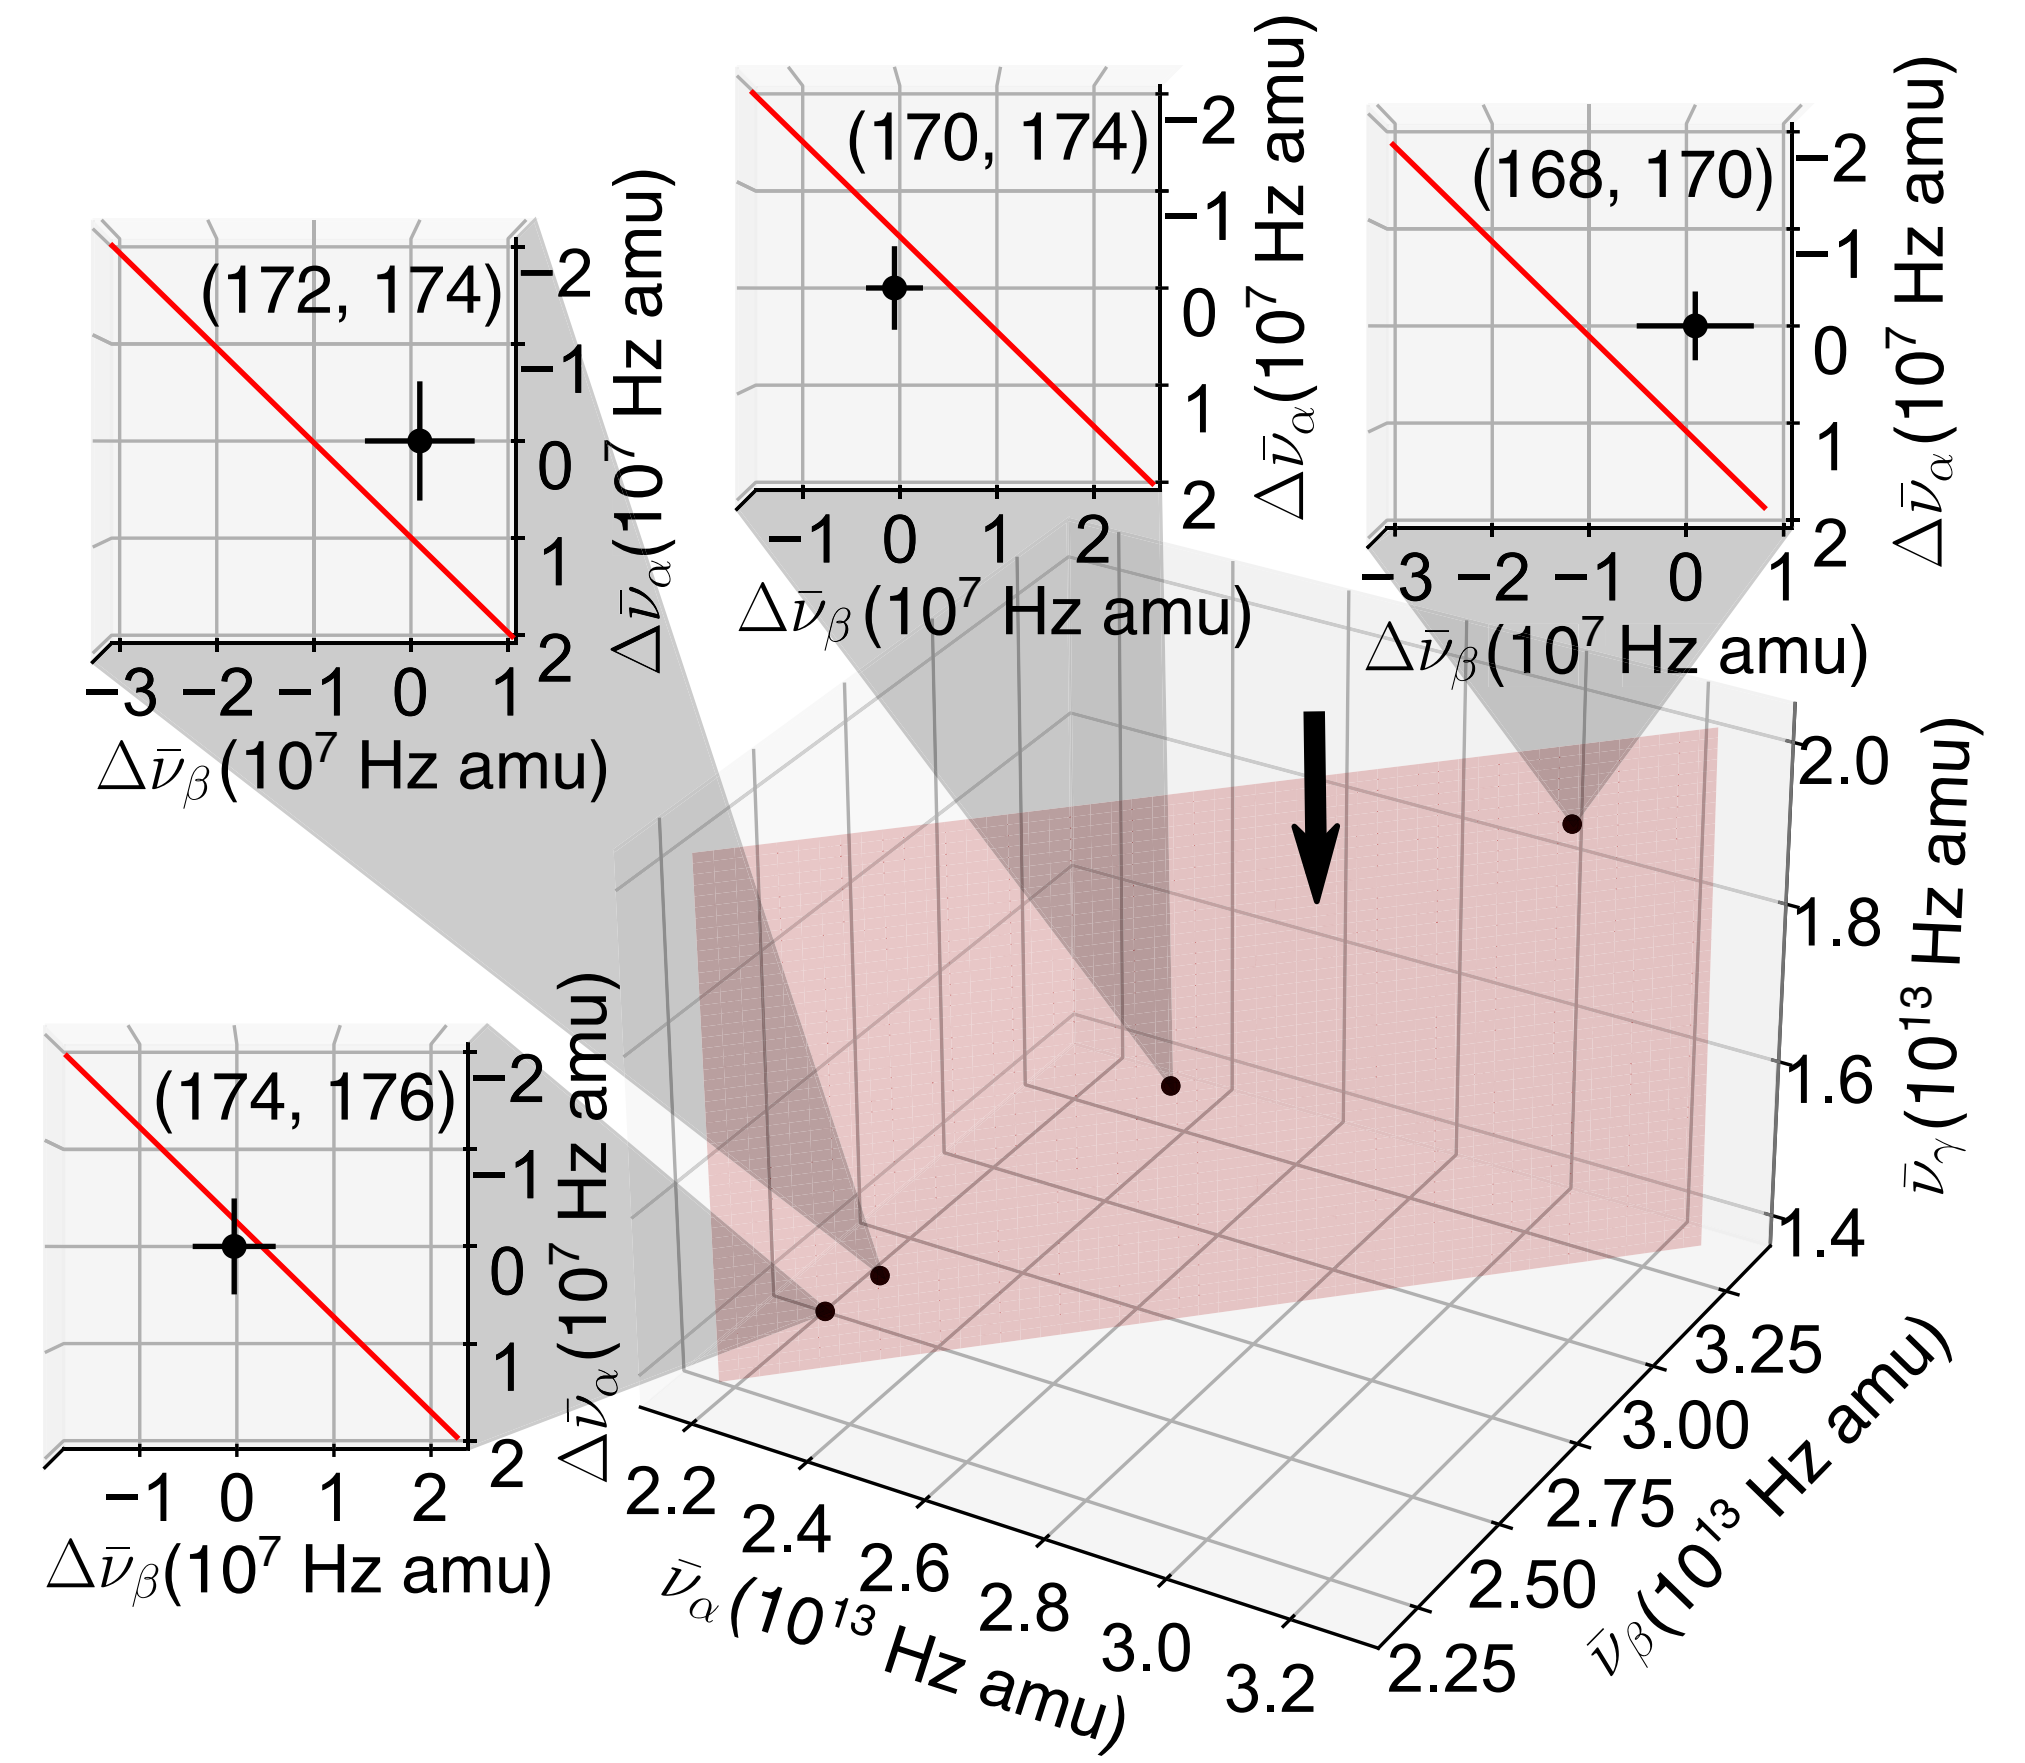 (172, 174)
−2
−1
0
1
2
Δν̄α(10⁷ Hz amu)
−3 −2 −1 0 1
Δν̄β(10⁷ Hz amu)
(170, 174)
−2
−1
0
1
2
Δν̄α(10⁷ Hz amu)
−1 0 1 2
Δν̄β(10⁷ Hz amu)
(168, 170)
−2
−1
0
1
2
Δν̄α(10⁷ Hz amu)
−3 −2 −1 0 1
Δν̄β(10⁷ Hz amu)
(174, 176)
−2
−1
0
1
2
Δν̄α(10⁷ Hz amu)
−1 0 1 2
Δν̄β(10⁷ Hz amu)
2.0
1.8
1.6
1.4
ν̄γ(10¹³ Hz amu)
3.25
3.00
2.75
2.50
2.25
ν̄β(10¹³ Hz amu)
2.2 2.4 2.6 2.8 3.0 3.2
ν̄α(10¹³ Hz amu)